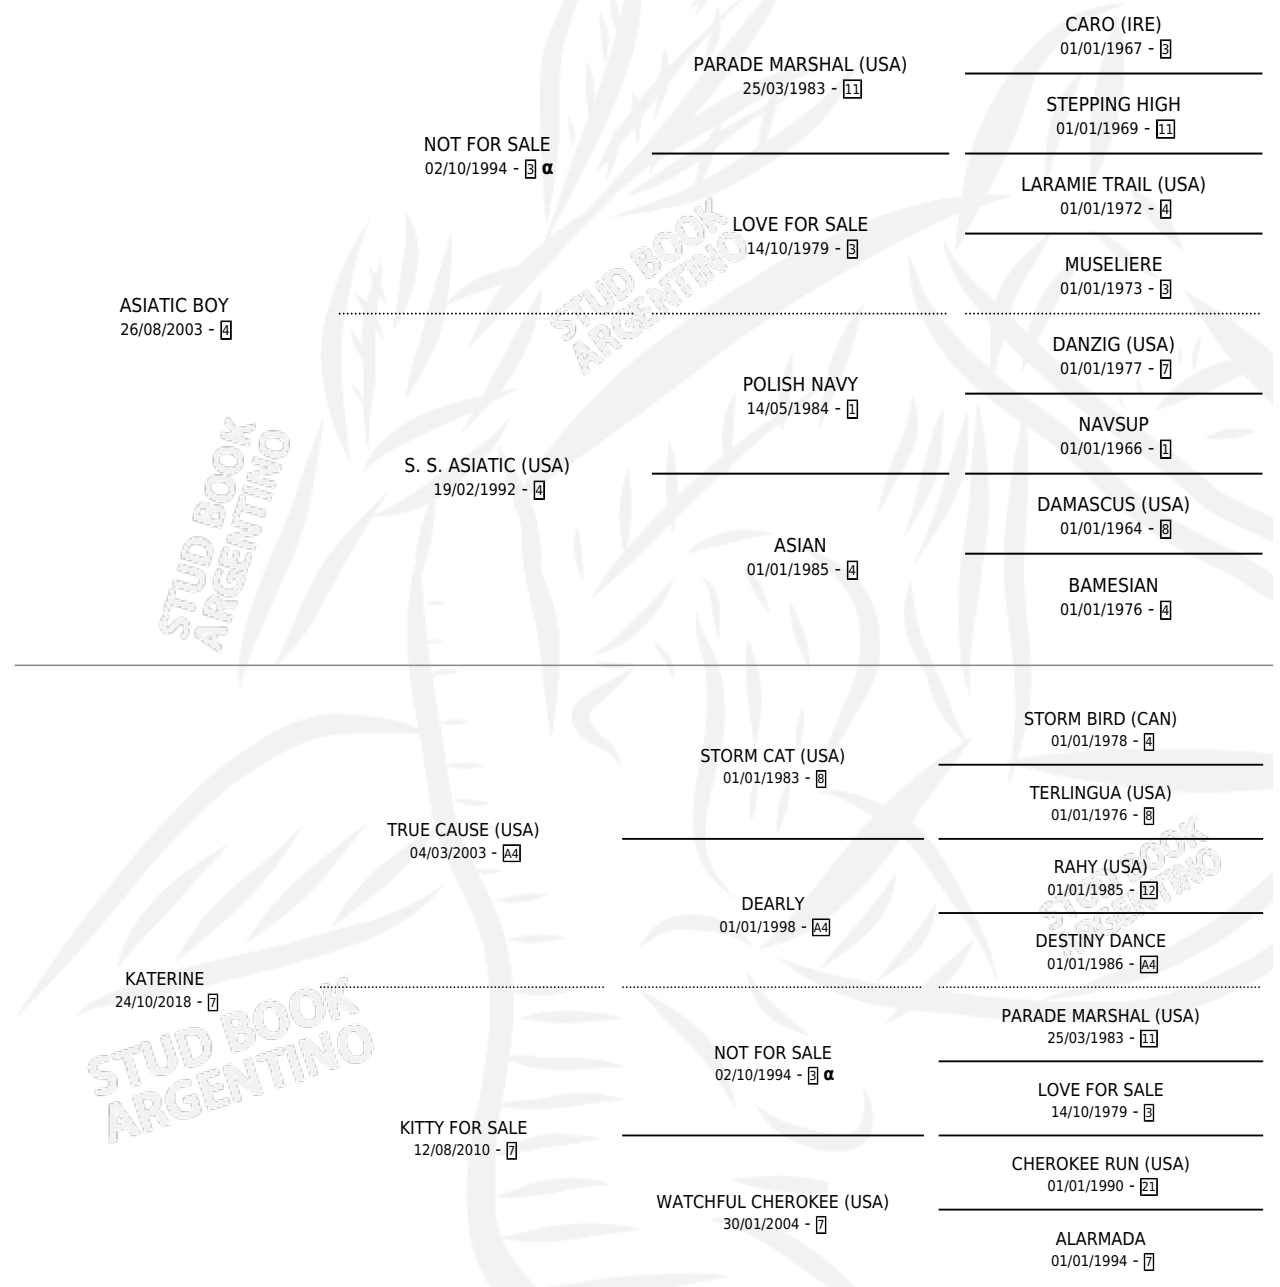 CARO (IRE)
01/01/1967 - 3
PARADE MARSHAL (USA)
25/03/1983 - 11
STEPPING HIGH
01/01/1969 - 11
NOT FOR SALE
02/10/1994 - 3 α
LARAMIE TRAIL (USA)
01/01/1972 - 4
LOVE FOR SALE
14/10/1979 - 3
MUSELIERE
01/01/1973 - 3
ASIATIC BOY
26/08/2003 - 4
DANZIG (USA)
01/01/1977 - 7
POLISH NAVY
14/05/1984 - 1
NAVSUP
01/01/1966 - 1
S. S. ASIATIC (USA)
19/02/1992 - 4
DAMASCUS (USA)
01/01/1964 - 8
ASIAN
01/01/1985 - 4
BAMESIAN
01/01/1976 - 4
STUD BOOK
ARGENTINO
STUD BOOK
ARGENTINO
STORM BIRD (CAN)
01/01/1978 - 4
STORM CAT (USA)
01/01/1983 - 8
TERLINGUA (USA)
01/01/1976 - 8
TRUE CAUSE (USA)
04/03/2003 - A4
RAHY (USA)
01/01/1985 - 12
DEARLY
01/01/1998 - A4
DESTINY DANCE
01/01/1986 - A4
KATERINE
24/10/2018 - 7
PARADE MARSHAL (USA)
25/03/1983 - 11
NOT FOR SALE
02/10/1994 - 3 α
LOVE FOR SALE
14/10/1979 - 3
KITTY FOR SALE
12/08/2010 - 7
CHEROKEE RUN (USA)
01/01/1990 - 21
WATCHFUL CHEROKEE (USA)
30/01/2004 - 7
ALARMADA
01/01/1994 - 7
STUD BOOK
ARGENTINO
STUD BOOK
ARGENTINO